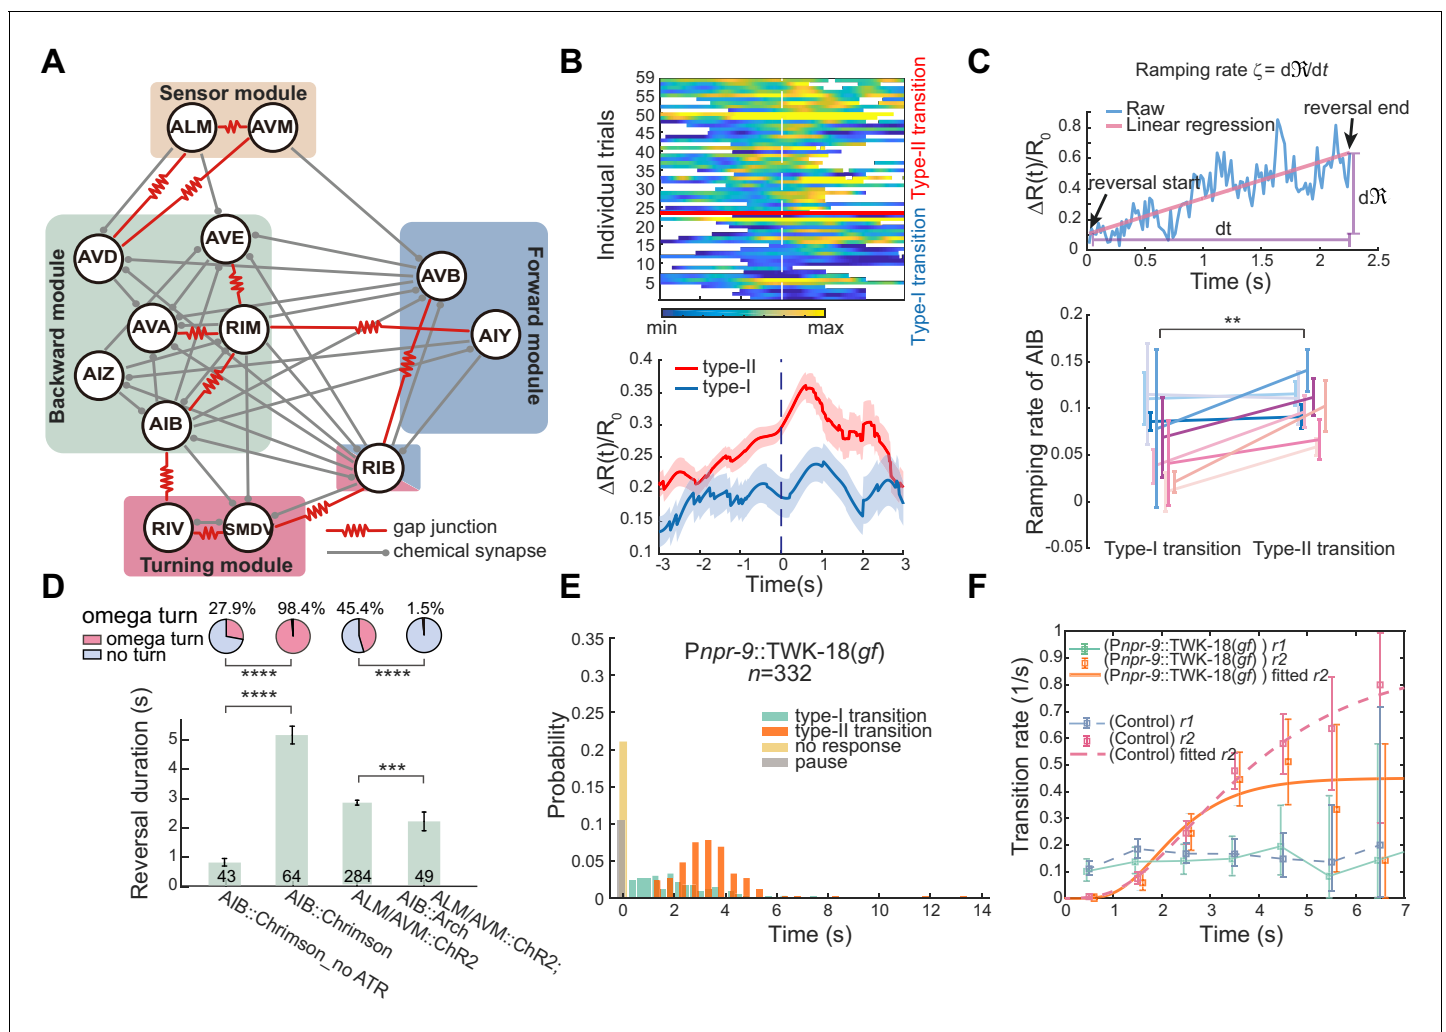 A
Sensor module
ALM
AVM
AVD
AVE
AVA
RIM
AIZ
AIB
Backward module
AVB
AIY
Forward module
RIB
RIV
SMDV
Turning module
gap junction
chemical synapse
B
Individual trials
59
55
50
45
40
35
30
25
20
15
10
5
Type-I transition
Type-II transition
min
max
ΔR(t)/R0
0.4
0.35
0.3
0.25
0.2
0.15
0.1
type-II
type-I
-3
-2
-1
0
1
2
3
Time(s)
C
Ramping rate ζ = dℜ/dt
Raw
Linear regression
reversal end
reversal start
dℜ
dt
ΔR(t)/R0
0.8
0.6
0.4
0.2
0
0
0.5
1
1.5
2
2.5
Time (s)
Ramping rate of AIB
0.2
0.15
0.1
0.05
0
-0.05
**
Type-I transition
Type-II transition
D
omega turn
omega turn
no turn
27.9%
98.4%
45.4%
1.5%
****
****
****
***
Reversal duration (s)
5
4
3
2
1
0
43
64
284
49
AIB::Chrimson_no ATR
AIB::Chrimson
ALM/AVM::ChR2
ALM/AVM::ChR2;
AIB::Arch
E
Pnpr-9::TWK-18(gf)
n=332
type-I transition
type-II transition
no response
pause
Probability
0.35
0.3
0.25
0.2
0.15
0.1
0.05
0
0
2
4
6
8
10
12
14
Time (s)
F
(Pnpr-9::TWK-18(gf) ) r1
(Pnpr-9::TWK-18(gf) ) r2
(Pnpr-9::TWK-18(gf) ) fitted r2
(Control) r1
(Control) r2
(Control) fitted r2
Transition rate (1/s)
1
0.9
0.8
0.7
0.6
0.5
0.4
0.3
0.2
0.1
0
0
1
2
3
4
5
6
7
Time (s)